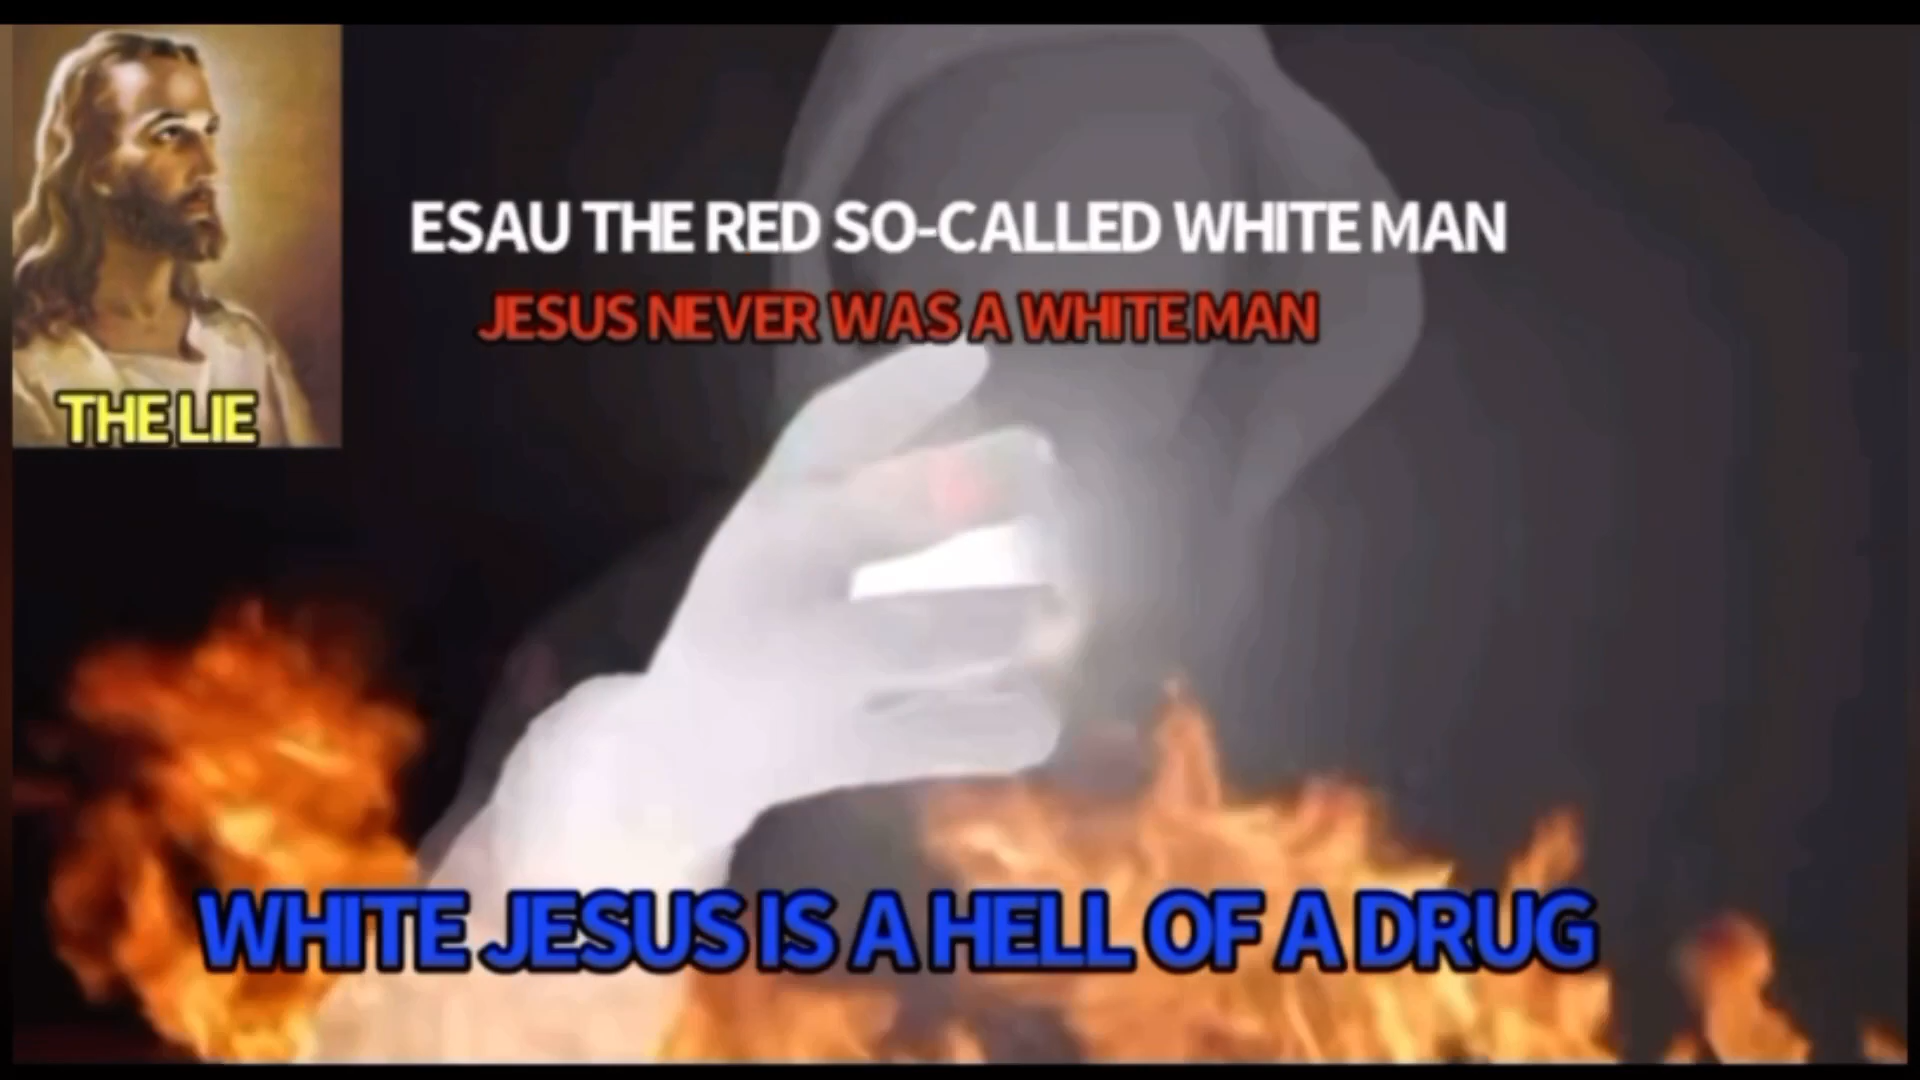 ESAU THE RED SO-CALLED WHITE MAN
JESUS NEVER WAS A WHITE MAN
THE LIE
WHITE JESUS IS A HELL OF A DRUG